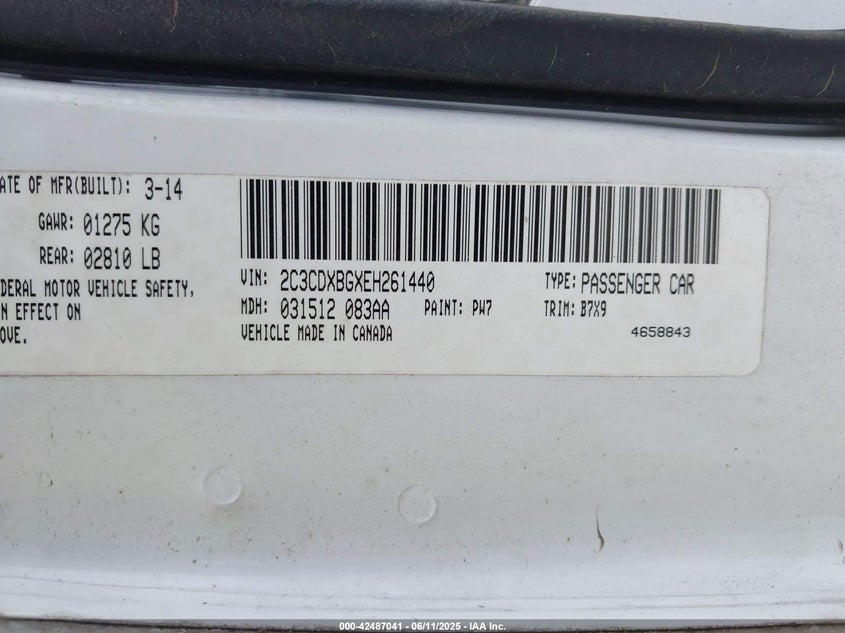 ATE OF MFR(BUILT): 3-14
GAWR: 01275 KG
REAR: 02810 LB
DERAL MOTOR VEHICLE SAFETY,
N EFFECT ON
OVE.
VIN: 2C3CDXBGXEH261440 TYPE: PASSENGER CAR
MDH: 031512 083AA PAINT: PW7 TRIM: B7X9
VEHICLE MADE IN CANADA 4658843
000-42487041 - 06/11/2025 - IAA Inc.